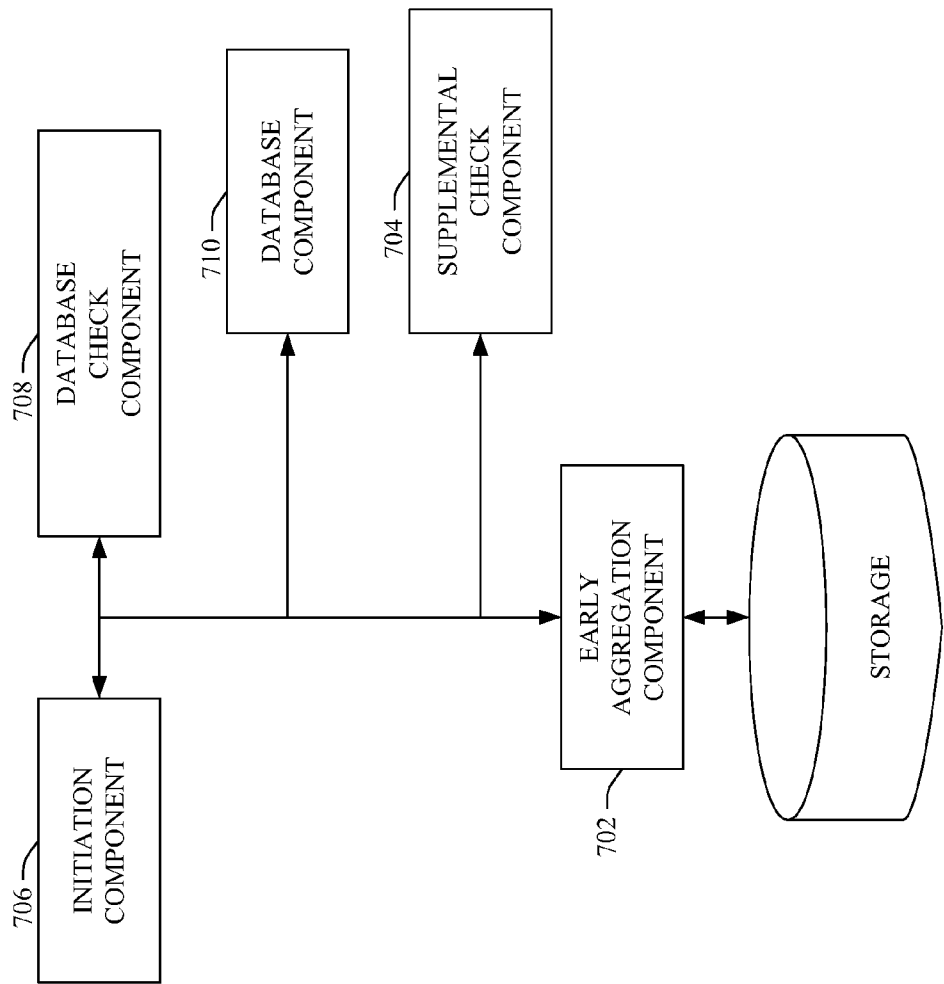 706
INITIATION
COMPONENT
708
DATABASE
CHECK
COMPONENT
710
DATABASE
COMPONENT
704
SUPPLEMENTAL
CHECK
COMPONENT
702
EARLY
AGGREGATION
COMPONENT
STORAGE